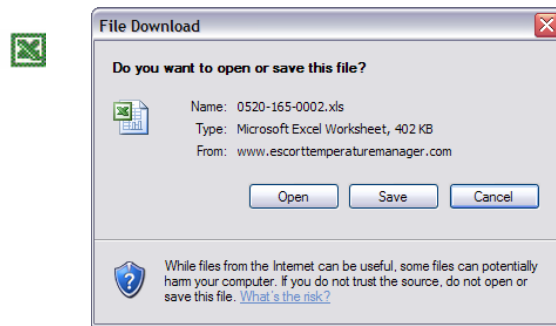 File Download
Do you want to open or save this file?
Name: 0520-165-0002.xls
Type: Microsoft Excel Worksheet, 402 KB
From: www.escorttemperaturemanager.com
Open Save Cancel
While files from the Internet can be useful, some files can potentially
harm your computer. If you do not trust the source, do not open or
save this file. What's the risk?